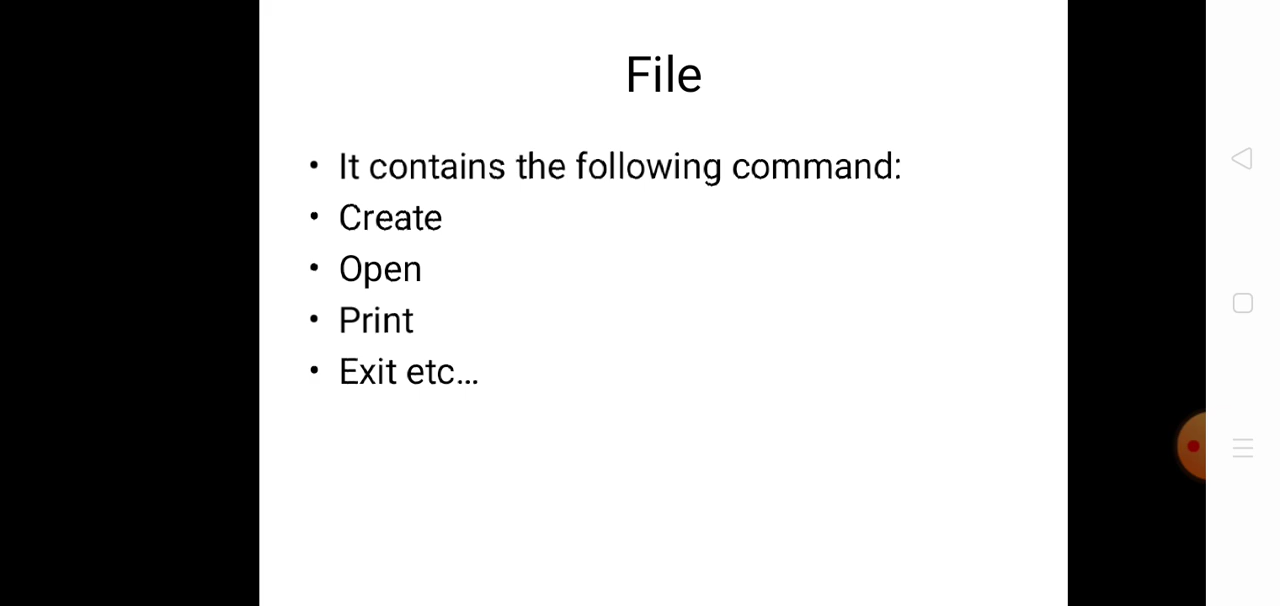 File
• It contains the following command:
• Create
• Open
• Print
• Exit etc...